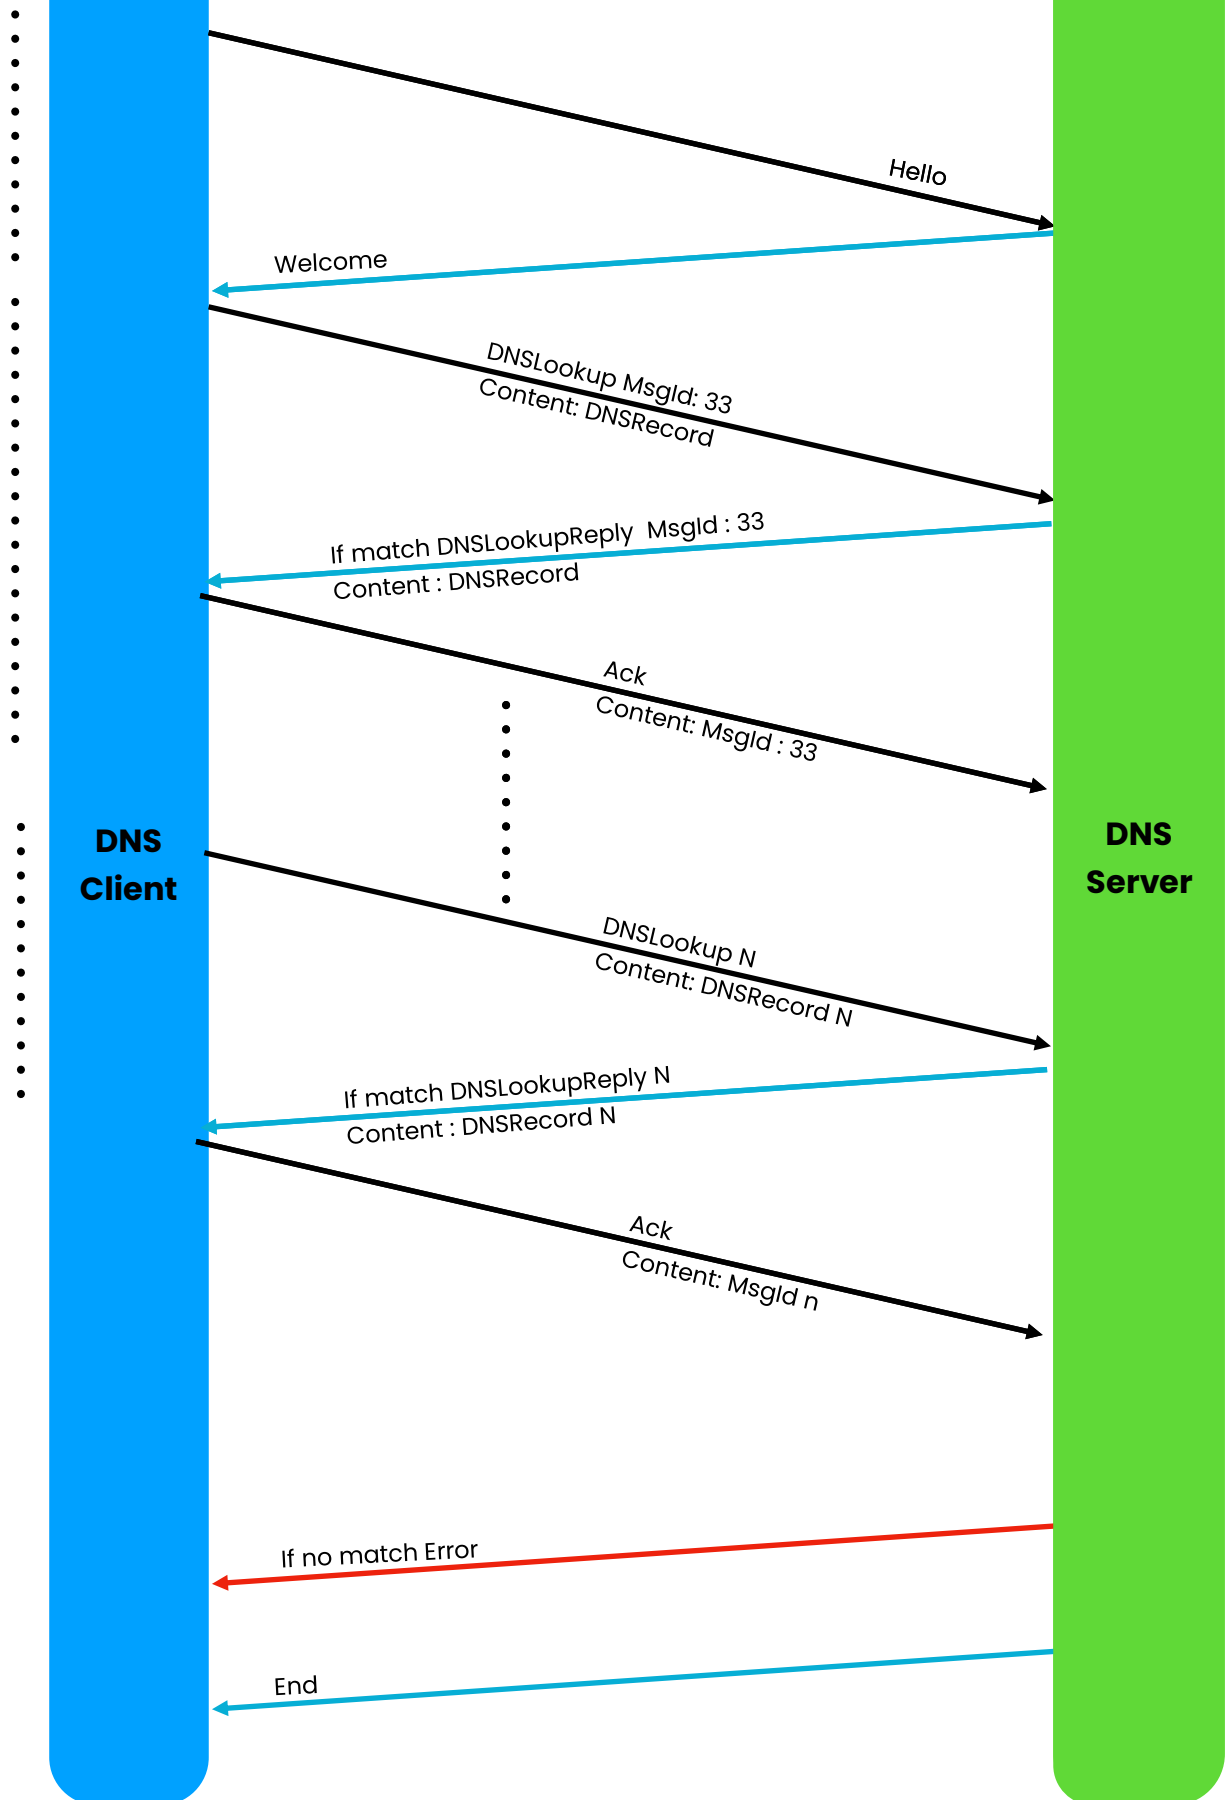 Hello
Welcome
DNSLookup MsgId: 33
Content: DNSRecord
If match DNSLookupReply  MsgId : 33
Content : DNSRecord
Ack
Content: MsgId : 33
DNS
Client
DNS
Server
DNSLookup N
Content: DNSRecord N
If match DNSLookupReply N
Content : DNSRecord N
Ack
Content: MsgId n
If no match Error
End